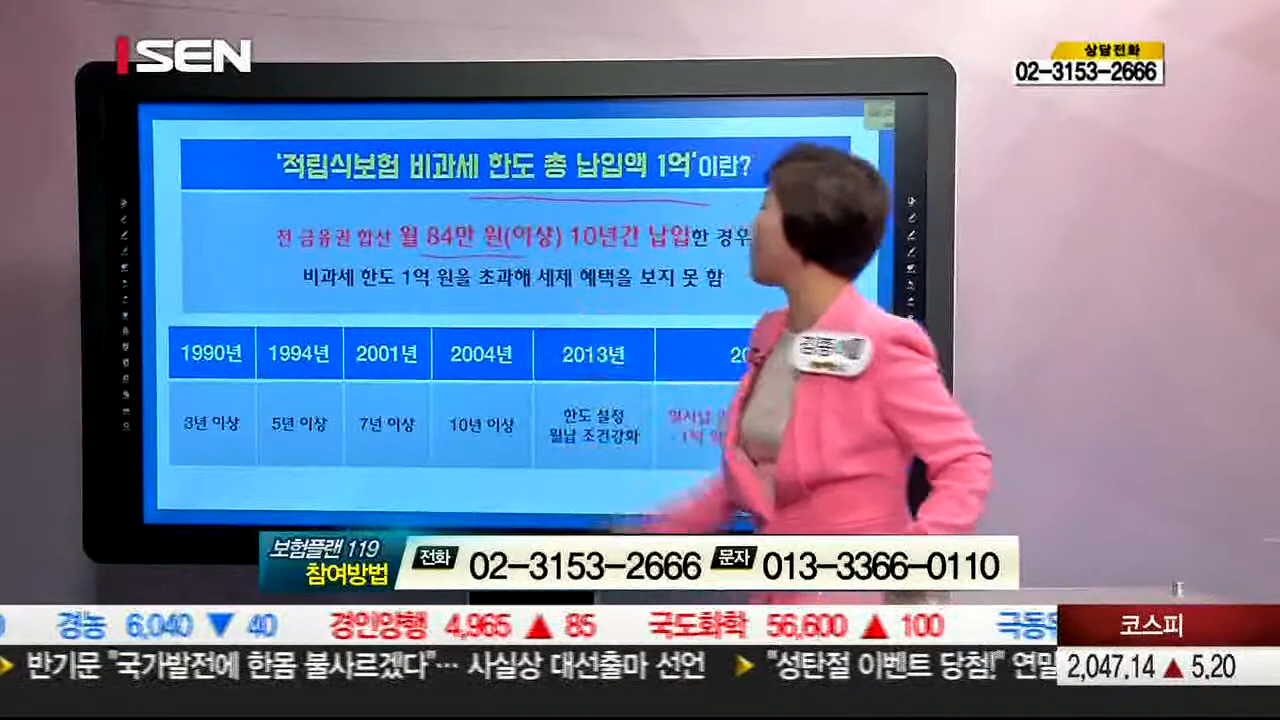 SEN
상담전화
02-3153-2666
'적립식보험 비과세 한도 총 납입액 1억'이란?
전 금융권 합산 월 84만 원(이상) 10년간 납입한 경우
비과세 한도 1억 원을 초과해 세제 혜택을 보지 못 함
1990년 1994년 2001년 2004년 2013년
3년 이상 5년 이상 7년 이상 10년 이상 한도 설정 월납 조건강화 일시납
보험플랜 119
참여방법
전화 02-3153-2666 문자 013-3366-0110
경농 6,040 ▼ 40 경인양행 4,965 ▲ 85 국도화학 56,600 ▲ 100 극동
코스피
반기문 "국가발전에 한몸 불사르겠다"… 사실상 대선출마 선언 "성탄절 이벤트 당첨!" 연말
2,047.14 ▲ 5.20